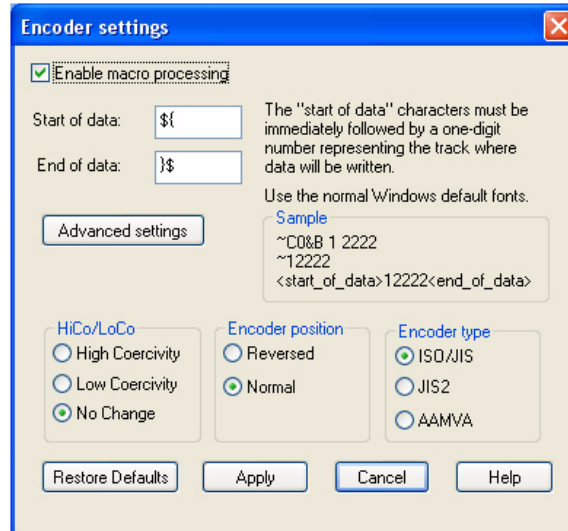 Encoder settings
Enable macro processing
Start of data: ${
End of data: }$
The "start of data" characters must be
immediately followed by a one-digit
number representing the track where
data will be written.
Use the normal Windows default fonts.
Advanced settings
Sample
~C0&B 1 2222
~12222
<start_of_data>12222<end_of_data>
HiCo/LoCo
High Coercivity
Low Coercivity
No Change
Encoder position
Reversed
Normal
Encoder type
ISO/JIS
JIS2
AAMVA
Restore Defaults
Apply
Cancel
Help